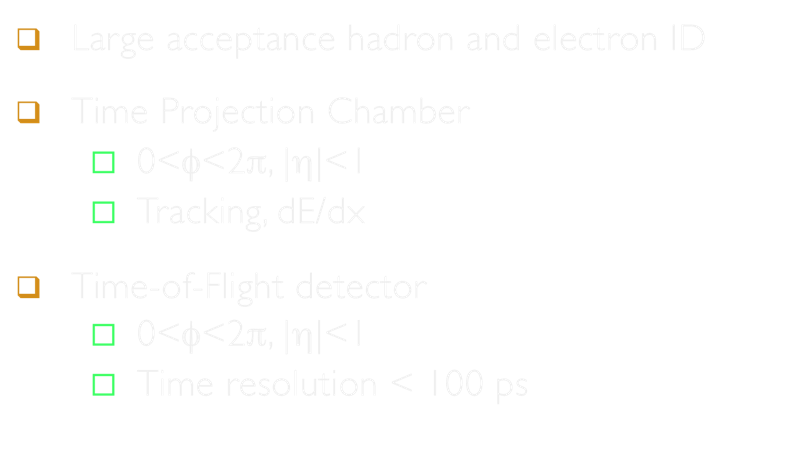 Large acceptance hadron and electron ID
Time Projection Chamber
0<ϕ<2π, |η|<1
Tracking, dE/dx
Time-of-Flight detector
0<ϕ<2π, |η|<1
Time resolution < 100 ps